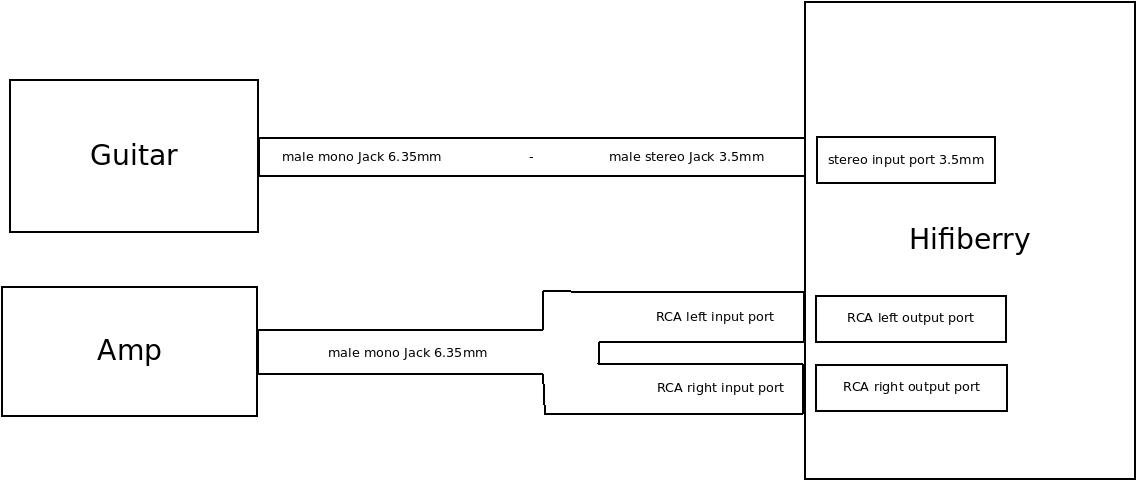 Guitar
male mono Jack 6.35mm - male stereo Jack 3.5mm
stereo input port 3.5mm
Hifiberry
Amp
male mono Jack 6.35mm
RCA left input port
RCA left output port
RCA right input port
RCA right output port